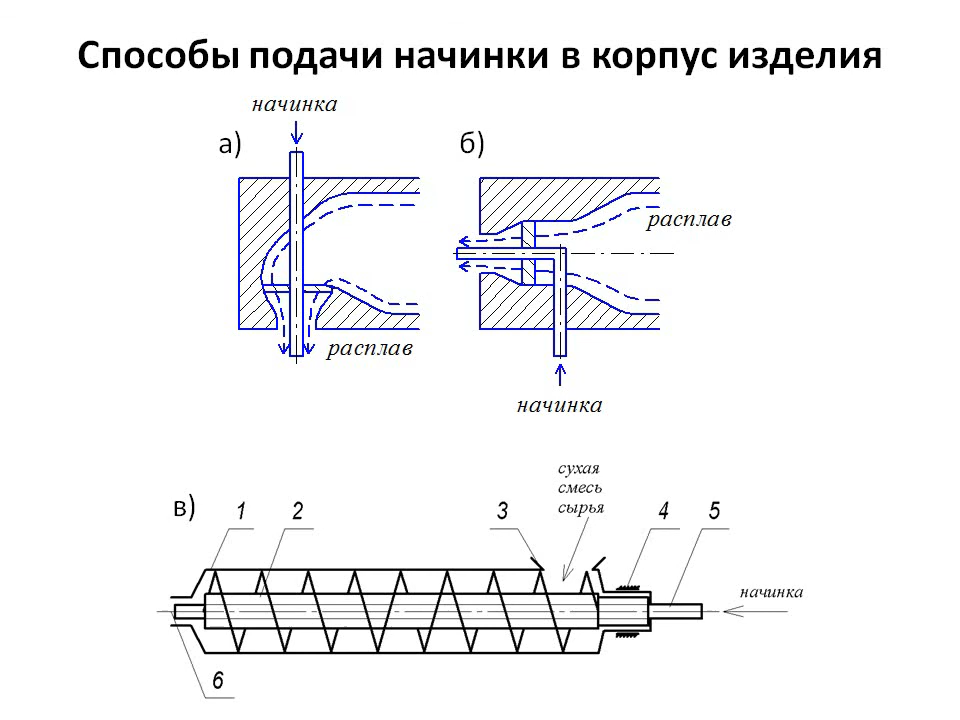 Способы подачи начинки в корпус изделия
начинка
а)
б)
расплав
расплав
начинка
сухая
смесь
сырья
в)
1
2
3
4
5
начинка
6